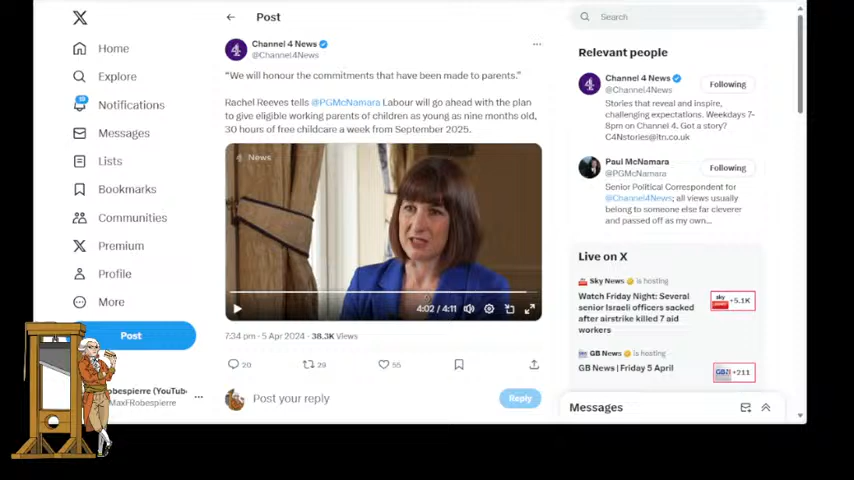 Home
Explore
Notifications
Messages
Lists
Bookmarks
Communities
Premium
Profile
More
Post
obespierre (YouTub
MaxFRobespierre
Post
Channel 4 News
@Channel4News
“We will honour the commitments that have been made to parents.”
Rachel Reeves tells @PGMcNamara Labour will go ahead with the plan
to give eligible working parents of children as young as nine months old,
30 hours of free childcare a week from September 2025.
4 News
4:02 / 4:11
7:34 pm · 5 Apr 2024 · 38.3K Views
20
29
55
Post your reply
Reply
Search
Relevant people
Channel 4 News
@Channel4News
Following
Stories that reveal and inspire,
challenging expectations. Weekdays 7-
8pm on Channel 4. Got a story?
C4Nstories@itn.co.uk
Paul McNamara
@PGMcNamara
Following
Senior Political Correspondent for
@Channel4News; all views usually
belong to someone else far cleverer
and passed off as my own...
Live on X
Sky News is hosting
Watch Friday Night: Several
senior Israeli officers sacked
after airstrike killed 7 aid
workers
sky
+5.1K
GB News is hosting
GB News | Friday 5 April
GBN
+211
Messages